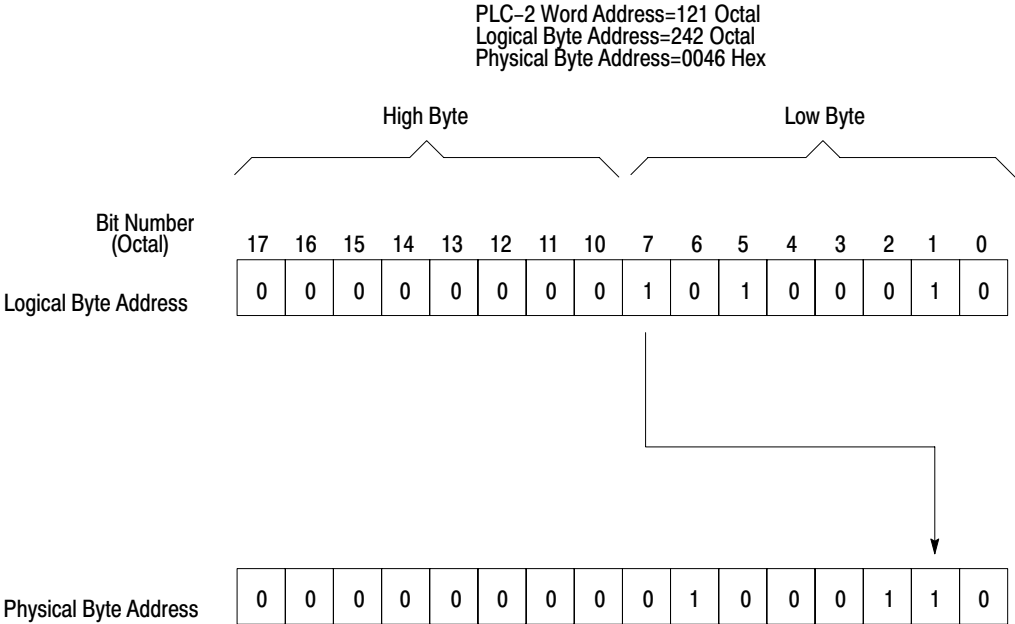 PLC–2 Word Address=121 Octal
Logical Byte Address=242 Octal
Physical Byte Address=0046 Hex
High Byte Low Byte
Bit Number
(Octal) 17 16 15 14 13 12 11 10 7 6 5 4 3 2 1 0
Logical Byte Address 0 0 0 0 0 0 0 0 1 0 1 0 0 0 1 0
Physical Byte Address 0 0 0 0 0 0 0 0 0 1 0 0 0 1 1 0